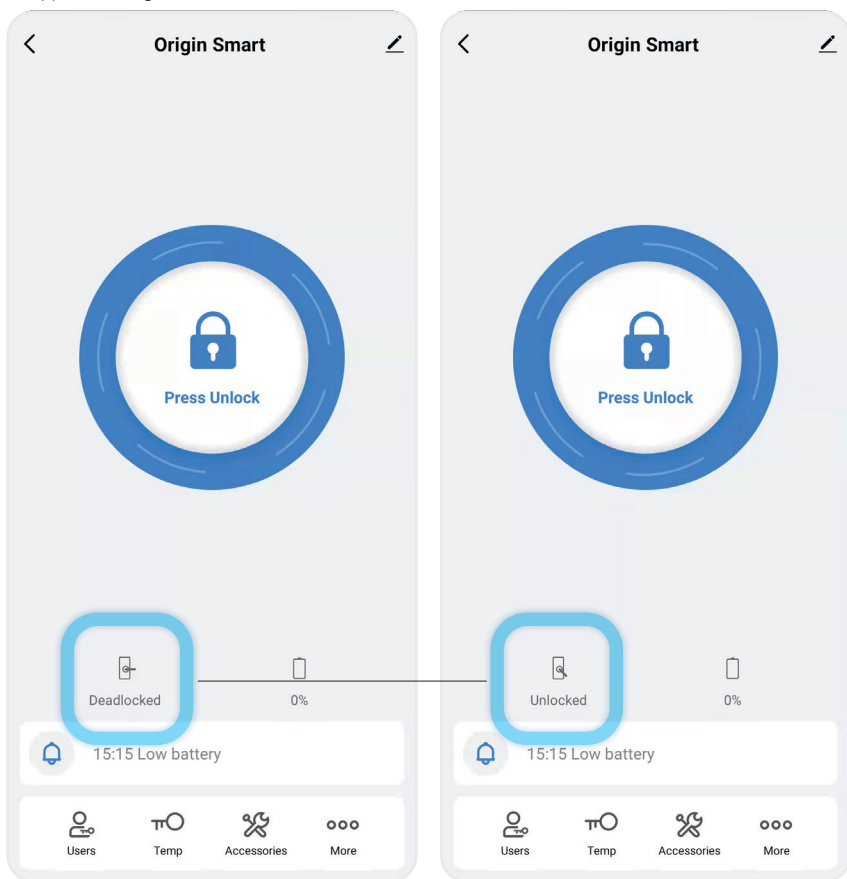 Origin Smart
Press Unlock
Deadlocked
0%
15:15 Low battery
Users Temp Accessories More
Origin Smart
Press Unlock
Unlocked
0%
15:15 Low battery
Users Temp Accessories More